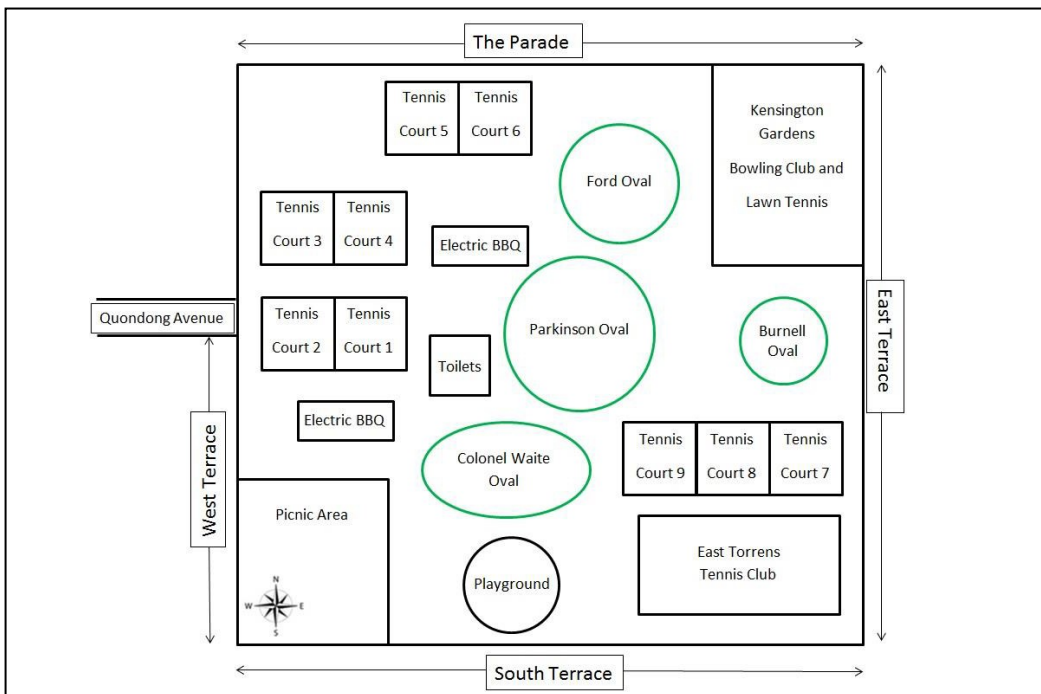 The Parade
Tennis
Court 5
Tennis
Court 6
Kensington
Gardens
Bowling Club and
Lawn Tennis
Ford Oval
Tennis
Court 3
Tennis
Court 4
Electric BBQ
Quondong Avenue
Tennis
Court 2
Tennis
Court 1
Toilets
Parkinson Oval
Burnell
Oval
East Terrace
Electric BBQ
West Terrace
Colonel Waite
Oval
Tennis
Court 9
Tennis
Court 8
Tennis
Court 7
Picnic Area
N
W
E
S
Playground
East Torrens
Tennis Club
South Terrace